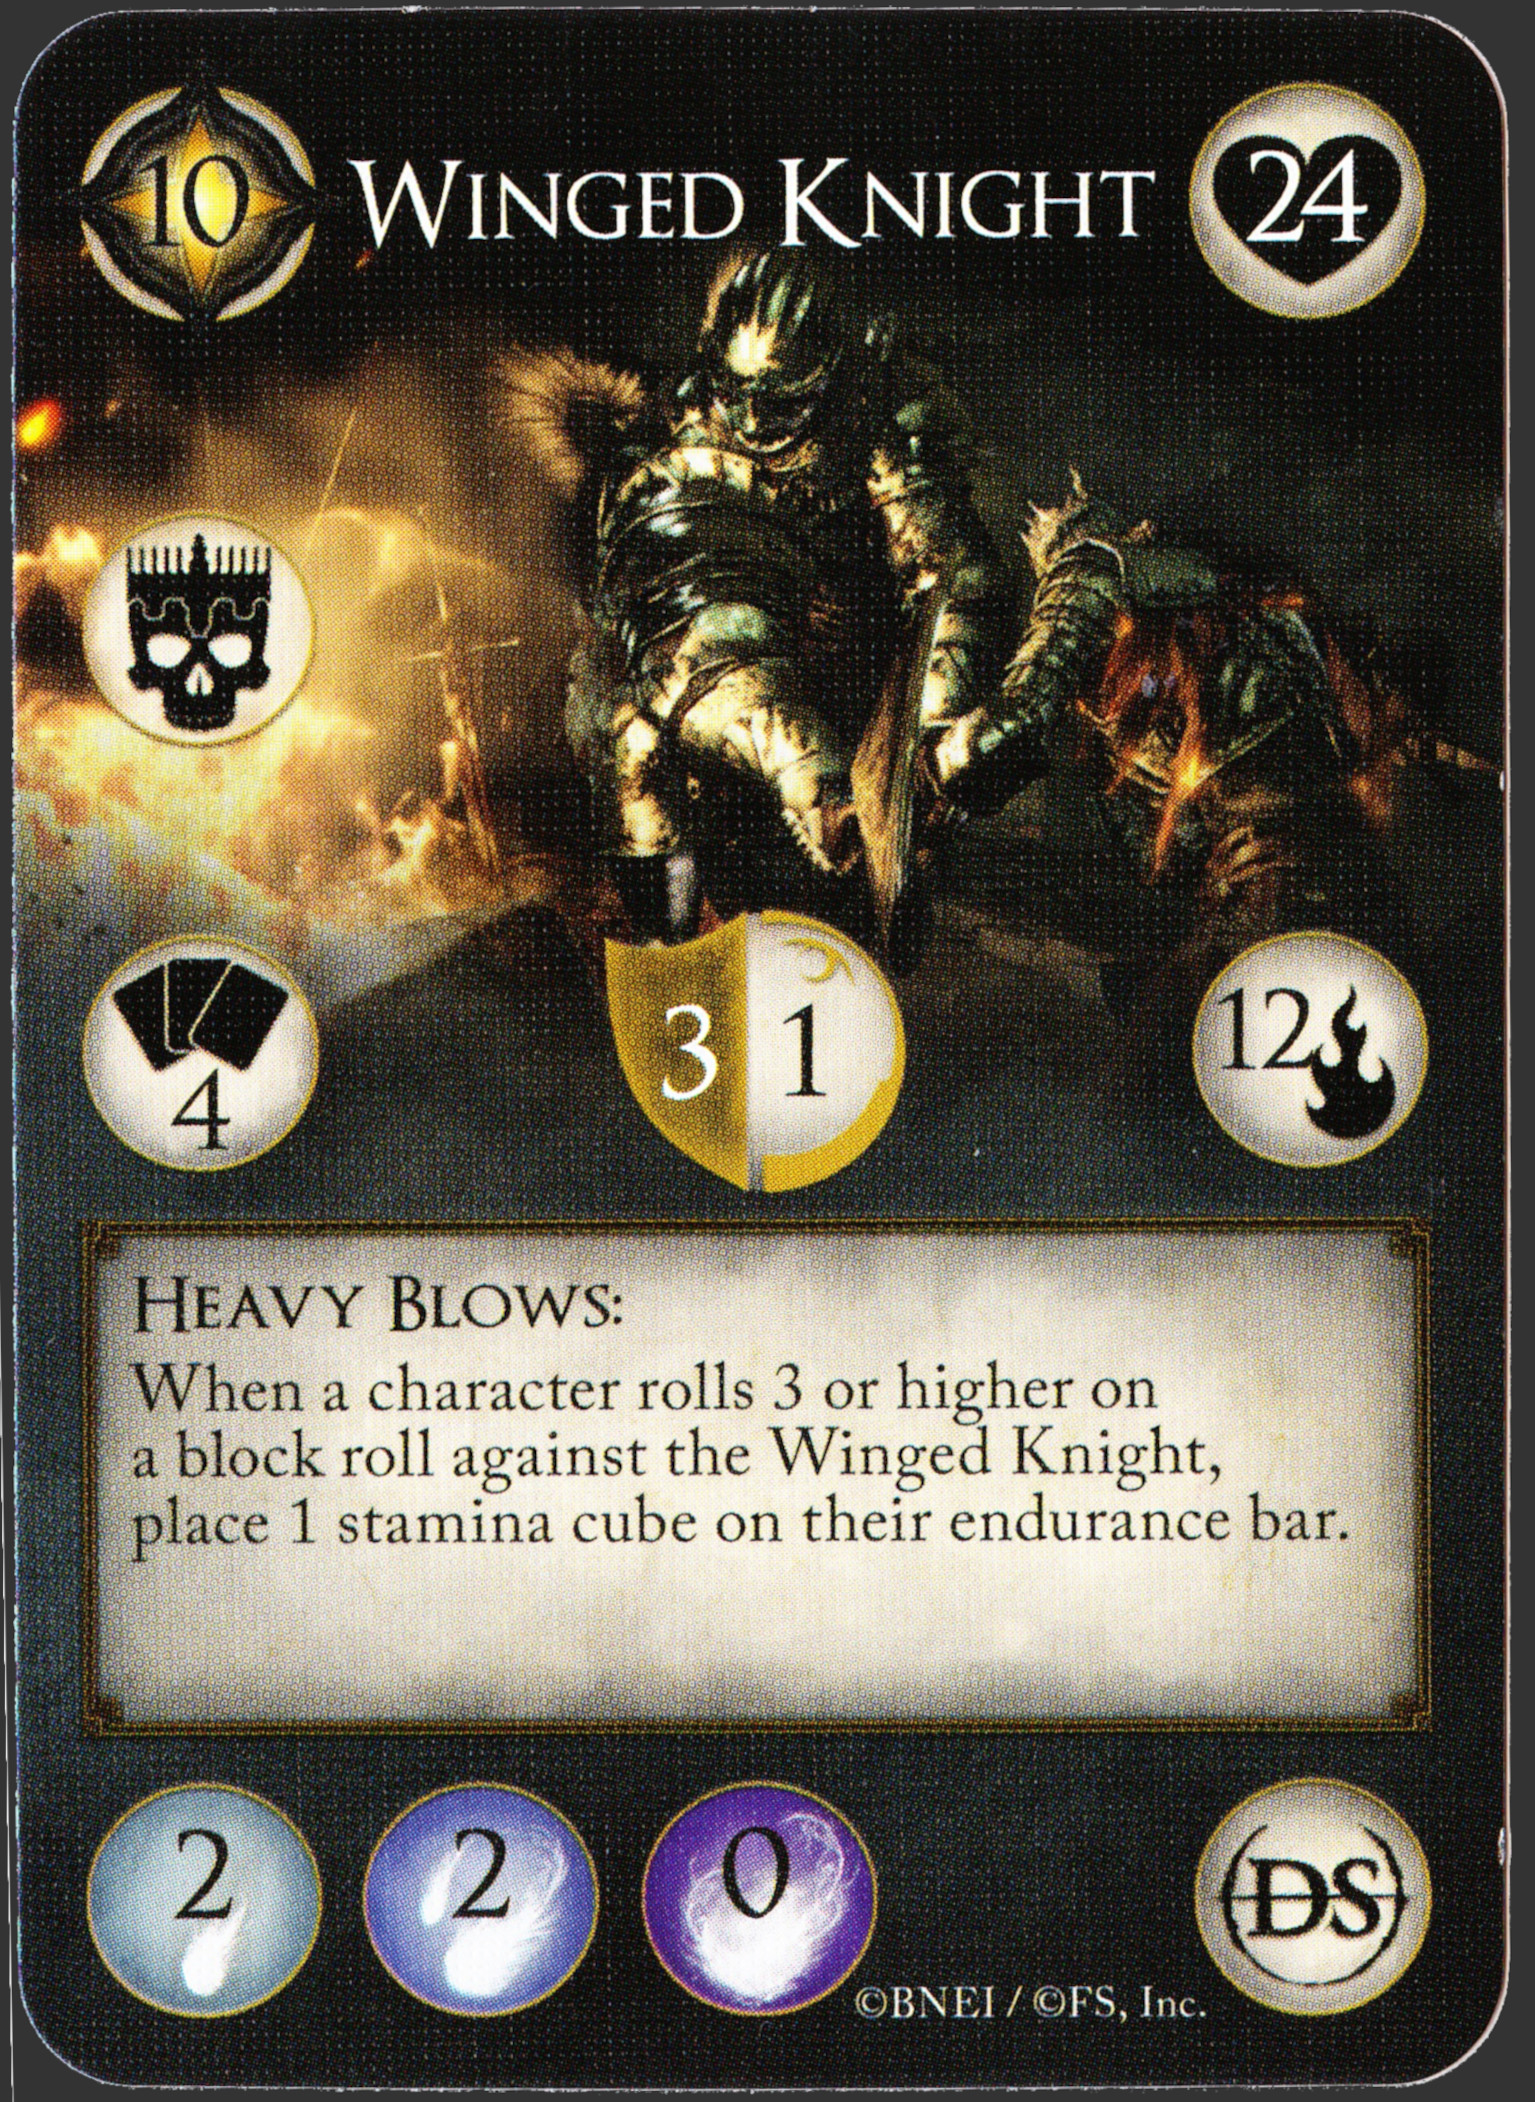 10
WINGED KNIGHT
24
4
3
1
12
HEAVY BLOWS:
When a character rolls 3 or higher on
a block roll against the Winged Knight,
place 1 stamina cube on their endurance bar.
2
2
0
DS
©BNEI / ©FS, Inc.